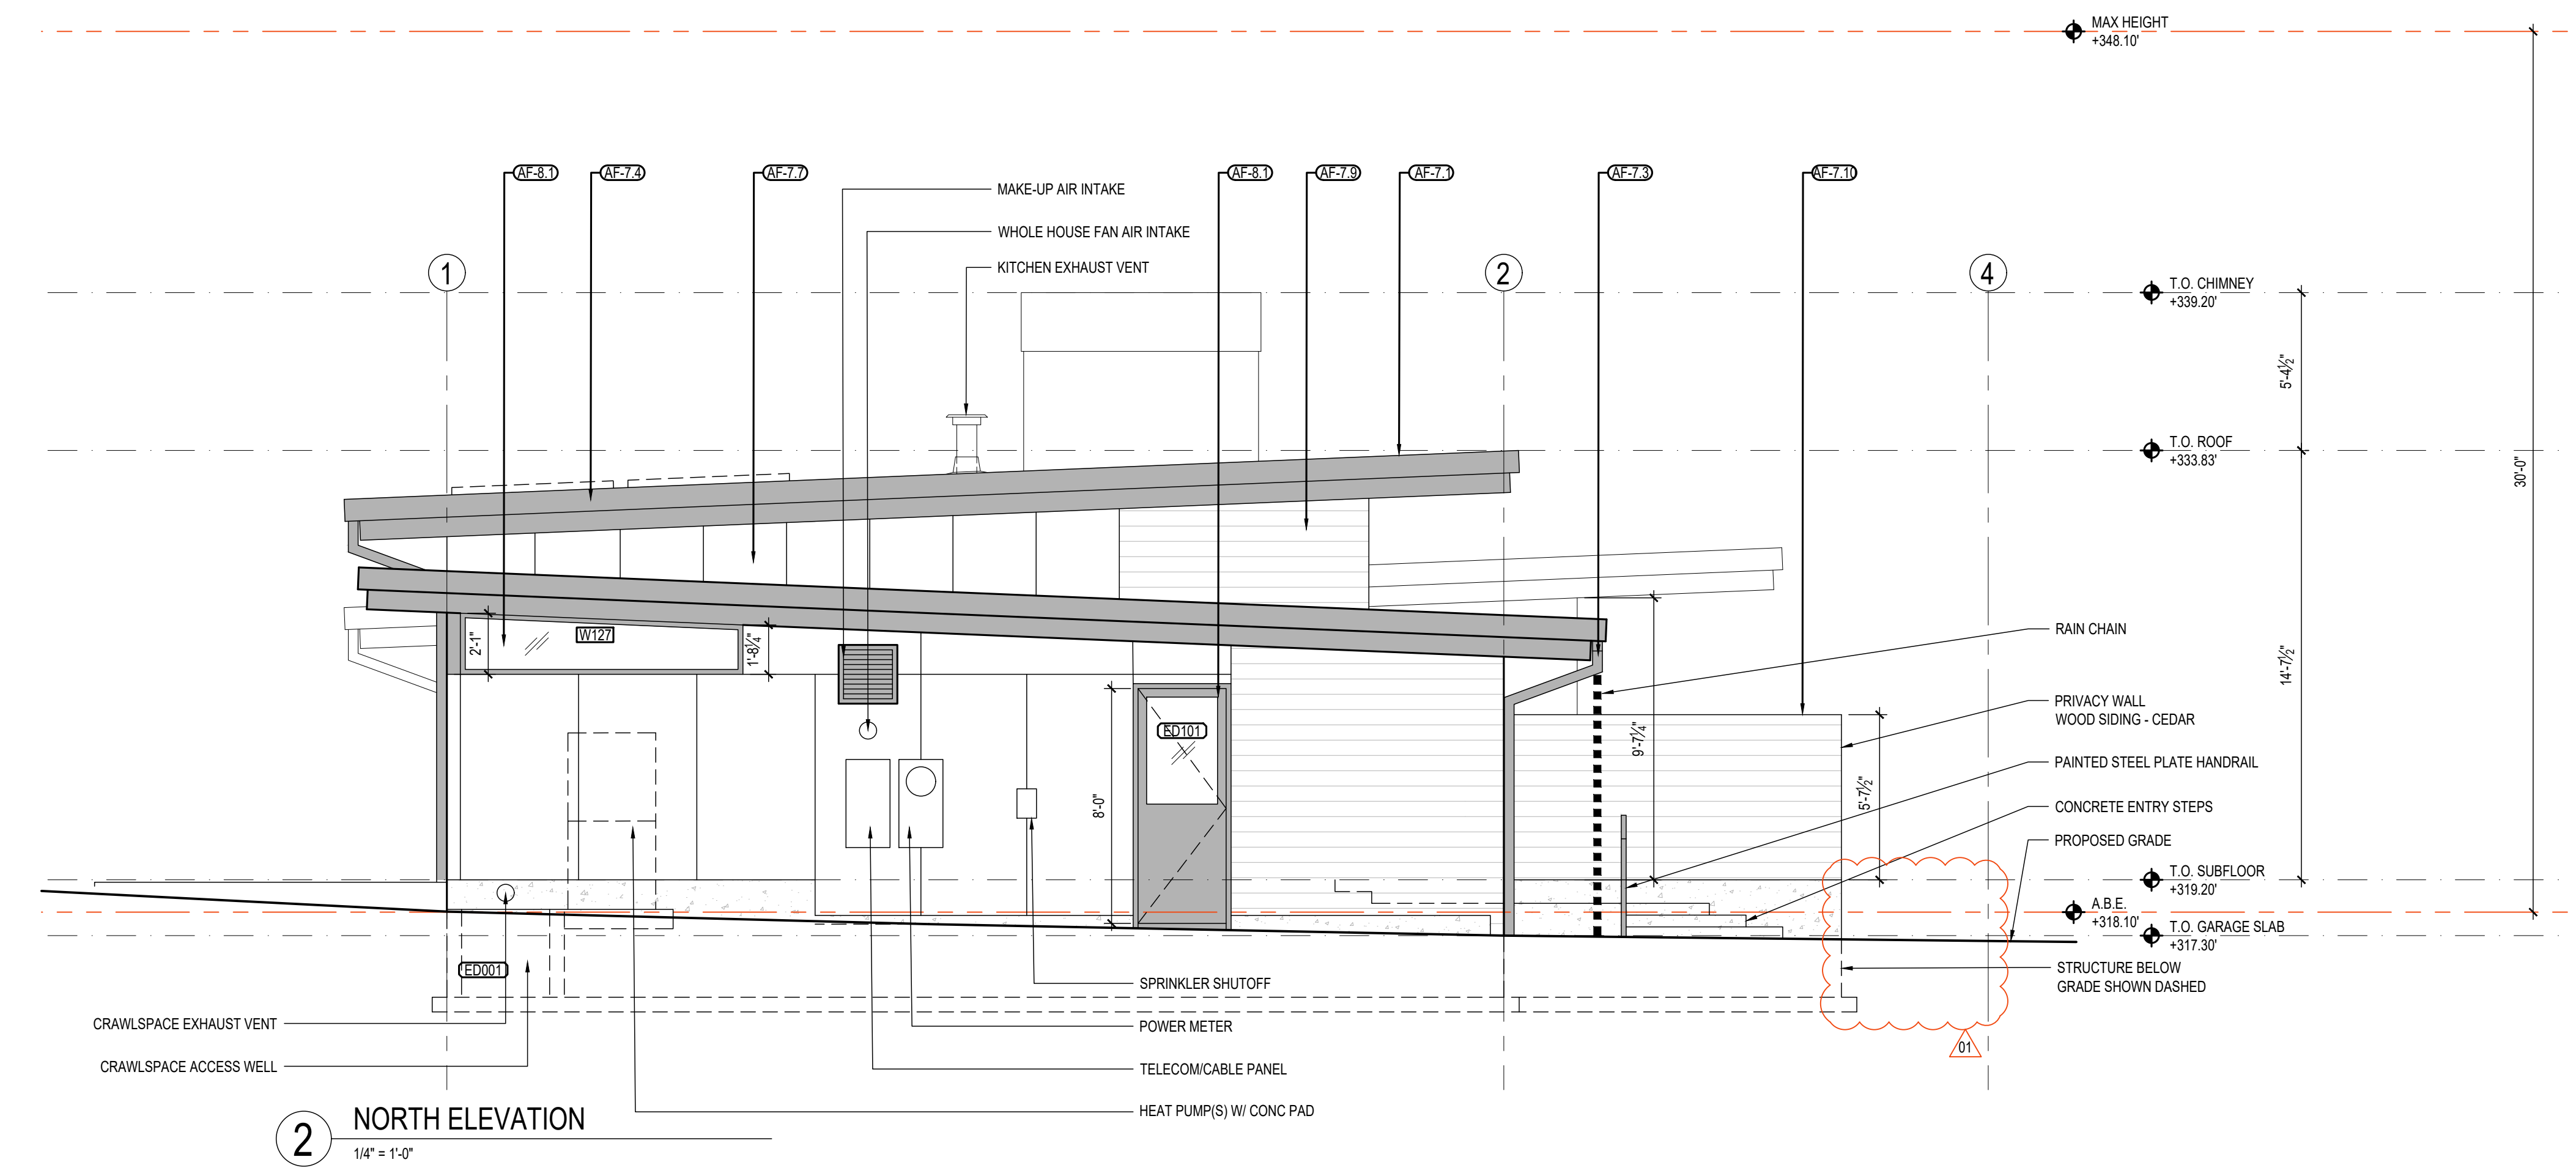 MAX HEIGHT
+348.10'
AF-8.1
AF-7.4
AF-7.7
AF-8.1
AF-7.9
AF-7.1
AF-7.3
AF-7.10
MAKE-UP AIR INTAKE
WHOLE HOUSE FAN AIR INTAKE
KITCHEN EXHAUST VENT
1
2
4
T.O. CHIMNEY
+339.20'
5'-4½"
T.O. ROOF
+333.83'
30'-0"
W127
2'-1"
1'-8¼"
RAIN CHAIN
14'-7½"
PRIVACY WALL
WOOD SIDING - CEDAR
ED101
9'-7¼"
PAINTED STEEL PLATE HANDRAIL
8'-0"
5'-7½"
CONCRETE ENTRY STEPS
PROPOSED GRADE
T.O. SUBFLOOR
+319.20'
A.B.E.
+318.10'
T.O. GARAGE SLAB
+317.30'
ED001
STRUCTURE BELOW
GRADE SHOWN DASHED
SPRINKLER SHUTOFF
CRAWLSPACE EXHAUST VENT
POWER METER
01
CRAWLSPACE ACCESS WELL
TELECOM/CABLE PANEL
HEAT PUMP(S) W/ CONC PAD
2
NORTH ELEVATION
1/4" = 1'-0"